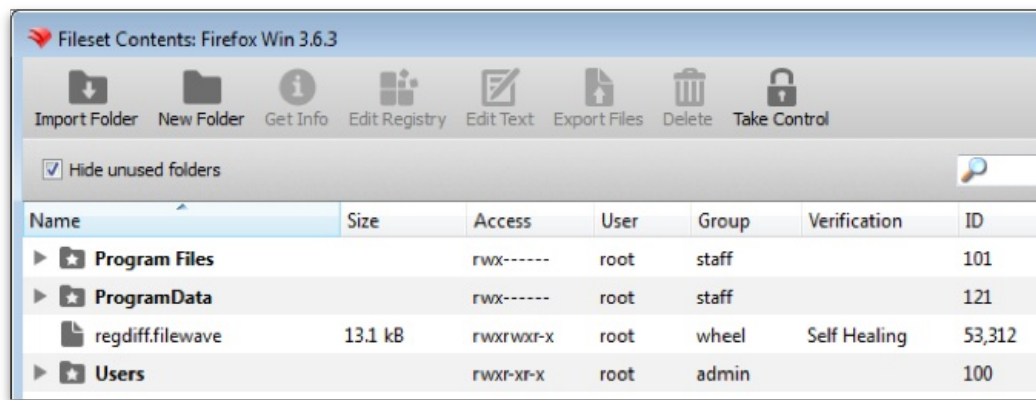 Fileset Contents: Firefox Win 3.6.3
Import Folder New Folder Get Info Edit Registry Edit Text Export Files Delete Take Control
Hide unused folders
Name Size Access User Group Verification ID
Program Files rwx------ root staff 101
ProgramData rwx------ root staff 121
regdiff.filewave 13.1 kB rwxrwxr-x root wheel Self Healing 53,312
Users rwxr-xr-x root admin 100